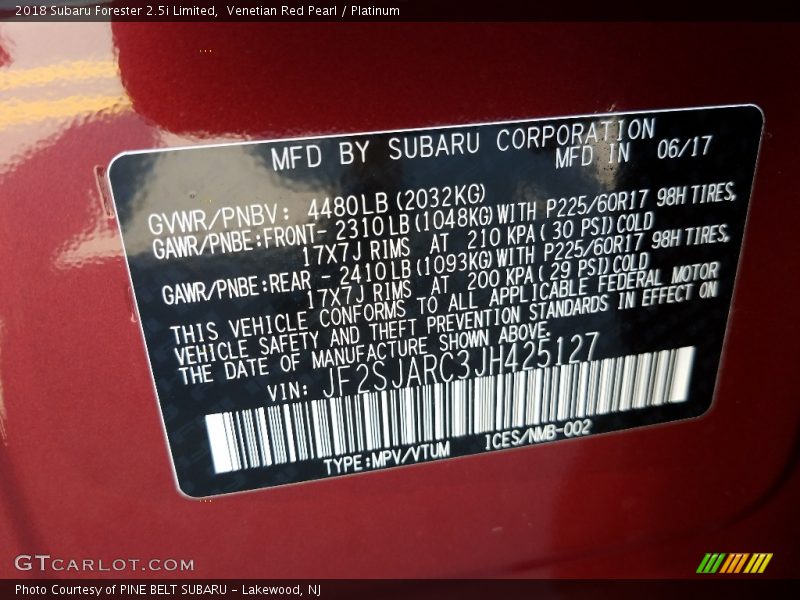 2018 Subaru Forester 2.5i Limited, Venetian Red Pearl / Platinum
MFD BY SUBARU CORPORATION
MFD IN 06/17
GVWR/PNBV: 4480LB (2032KG)
GAWR/PNBE:FRONT- 2310LB (1048KG) WITH P225/60R17 98H TIRES,
17X7J RIMS AT 210 KPA ( 30 PSI) COLD
GAWR/PNBE:REAR - 2410LB (1093KG) WITH P225/60R17 98H TIRES,
17X7J RIMS AT 200 KPA ( 29 PSI) COLD
THIS VEHICLE CONFORMS TO ALL APPLICABLE FEDERAL MOTOR
VEHICLE SAFETY AND THEFT PREVENTION STANDARDS IN EFFECT ON
THE DATE OF MANUFACTURE SHOWN ABOVE.
VIN: JF2SJARC3JH425127
TYPE:MPV/VTUM ICES/NMB-002
GTCARLOT.COM
Photo Courtesy of PINE BELT SUBARU - Lakewood, NJ